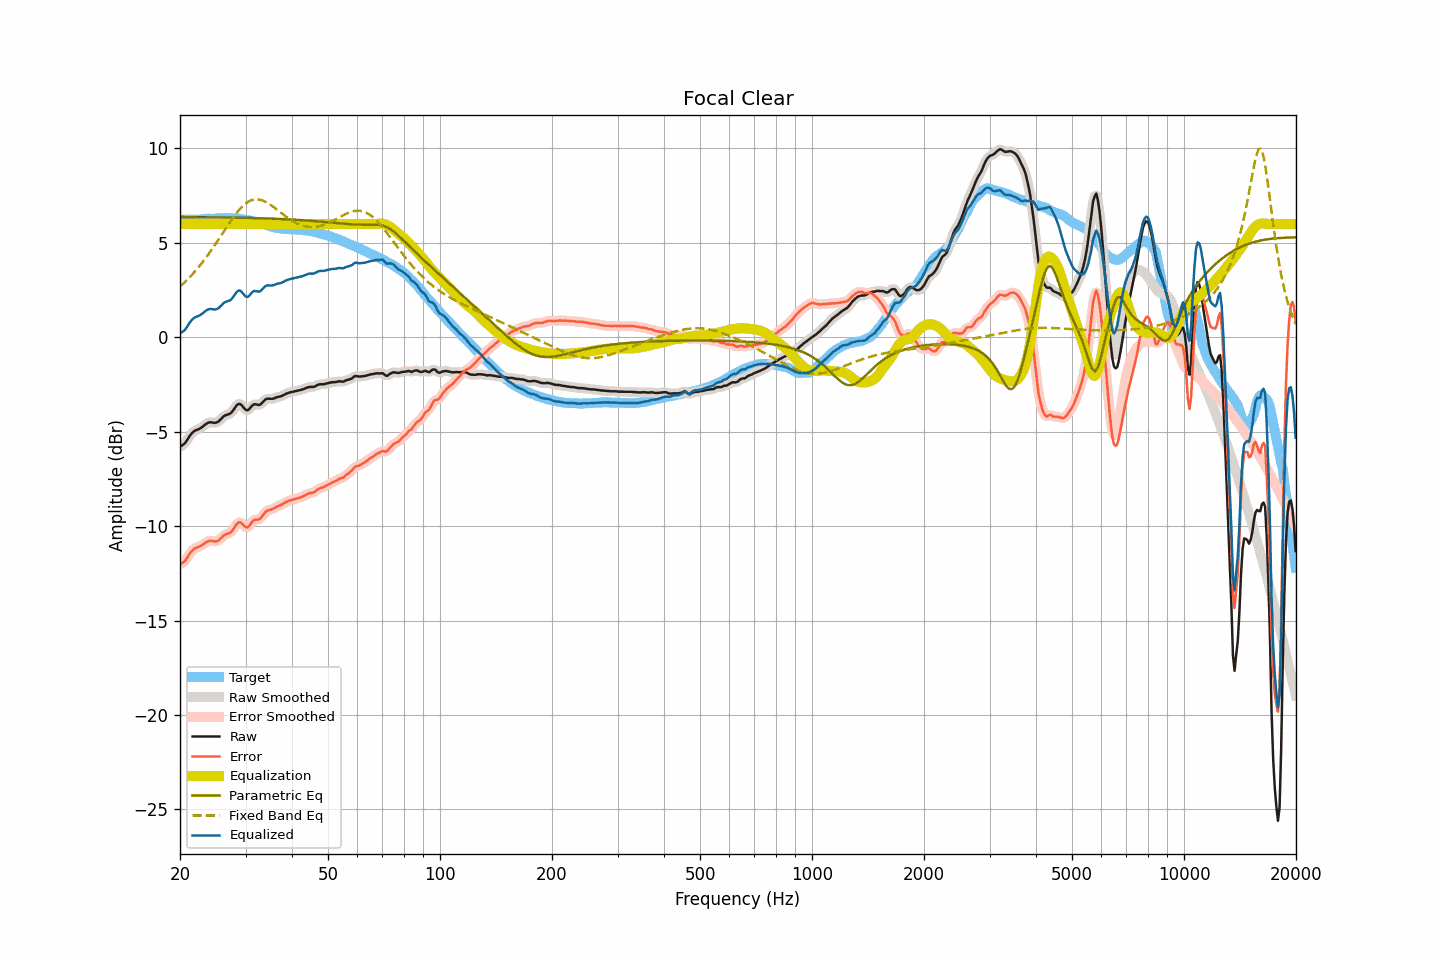 Focal Clear
10
5
0
−5
−10
−15
−20
−25
Amplitude (dBr)
Target
Raw Smoothed
Error Smoothed
Raw
Error
Equalization
Parametric Eq
Fixed Band Eq
Equalized
20 50 100 200 500 1000 2000 5000 10000 20000
Frequency (Hz)